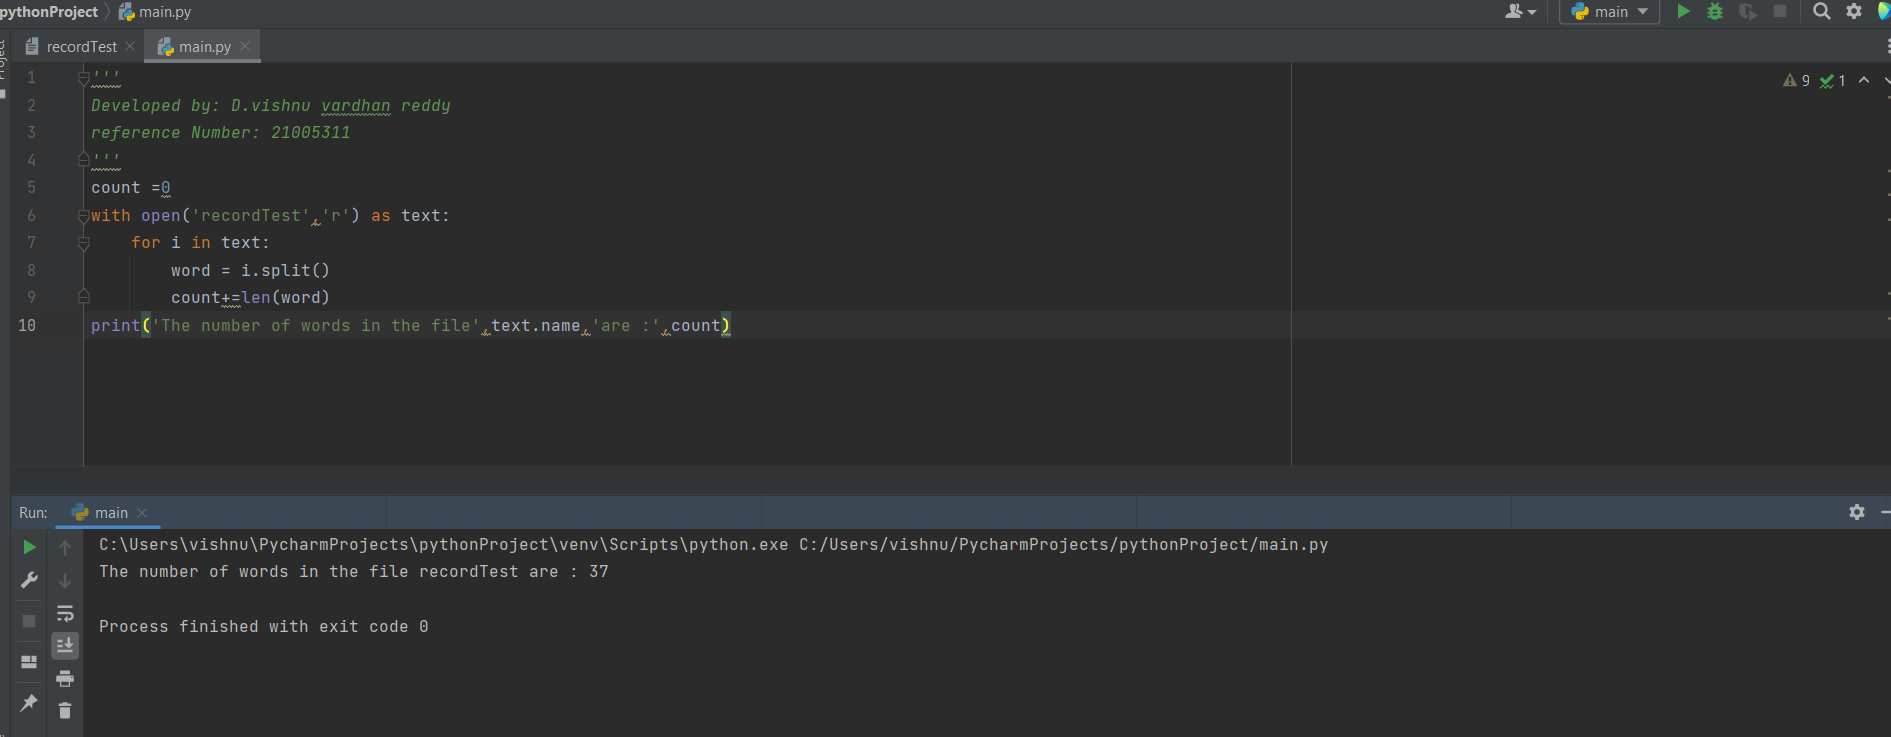 pythonProject main.py
main
recordTest main.py
9 1
1 '''
2 Developed by: D.vishnu vardhan reddy
3 reference Number: 21005311
4 '''
5 count =0
6 with open('recordTest','r') as text:
7 for i in text:
8 word = i.split()
9 count+=len(word)
10 print('The number of words in the file',text.name,'are :',count)
Run: main
C:\Users\vishnu\PycharmProjects\pythonProject\venv\Scripts\python.exe C:/Users/vishnu/PycharmProjects/pythonProject/main.py
The number of words in the file recordTest are : 37
Process finished with exit code 0